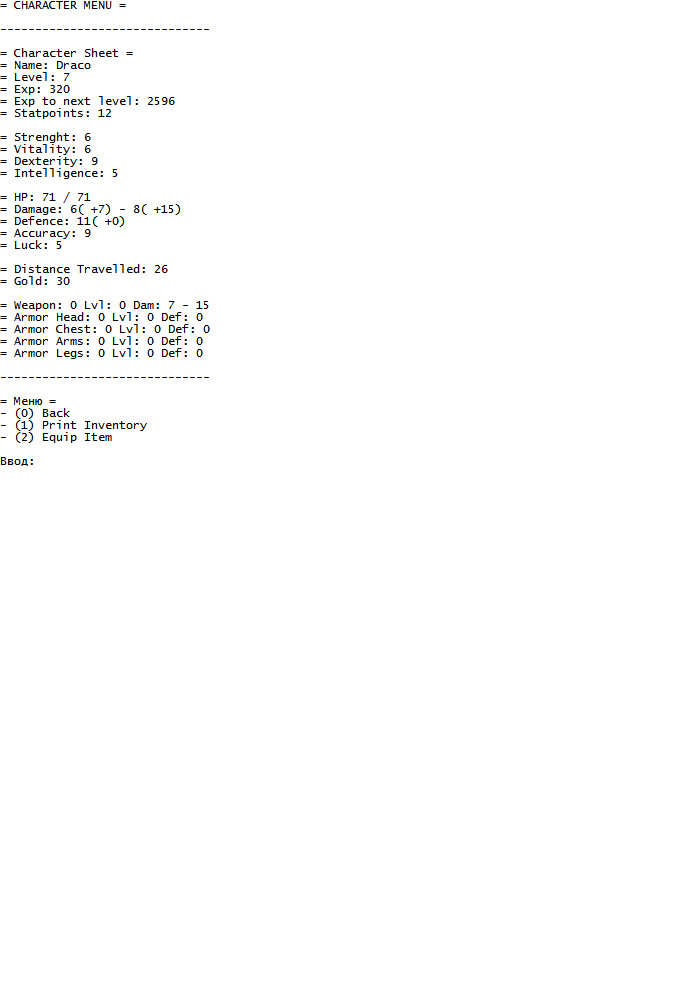 = CHARACTER MENU =
------------------------------
= Character Sheet =
= Name: Draco
= Level: 7
= Exp: 320
= Exp to next level: 2596
= Statpoints: 12
= Strenght: 6
= Vitality: 6
= Dexterity: 9
= Intelligence: 5
= HP: 71 / 71
= Damage: 6( +7) - 8( +15)
= Defence: 11( +0)
= Accuracy: 9
= Luck: 5
= Distance Travelled: 26
= Gold: 30
= Weapon: 0 Lvl: 0 Dam: 7 - 15
= Armor Head: 0 Lvl: 0 Def: 0
= Armor Chest: 0 Lvl: 0 Def: 0
= Armor Arms: 0 Lvl: 0 Def: 0
= Armor Legs: 0 Lvl: 0 Def: 0
------------------------------
= Меню =
- (0) Back
- (1) Print Inventory
- (2) Equip Item
Ввод: